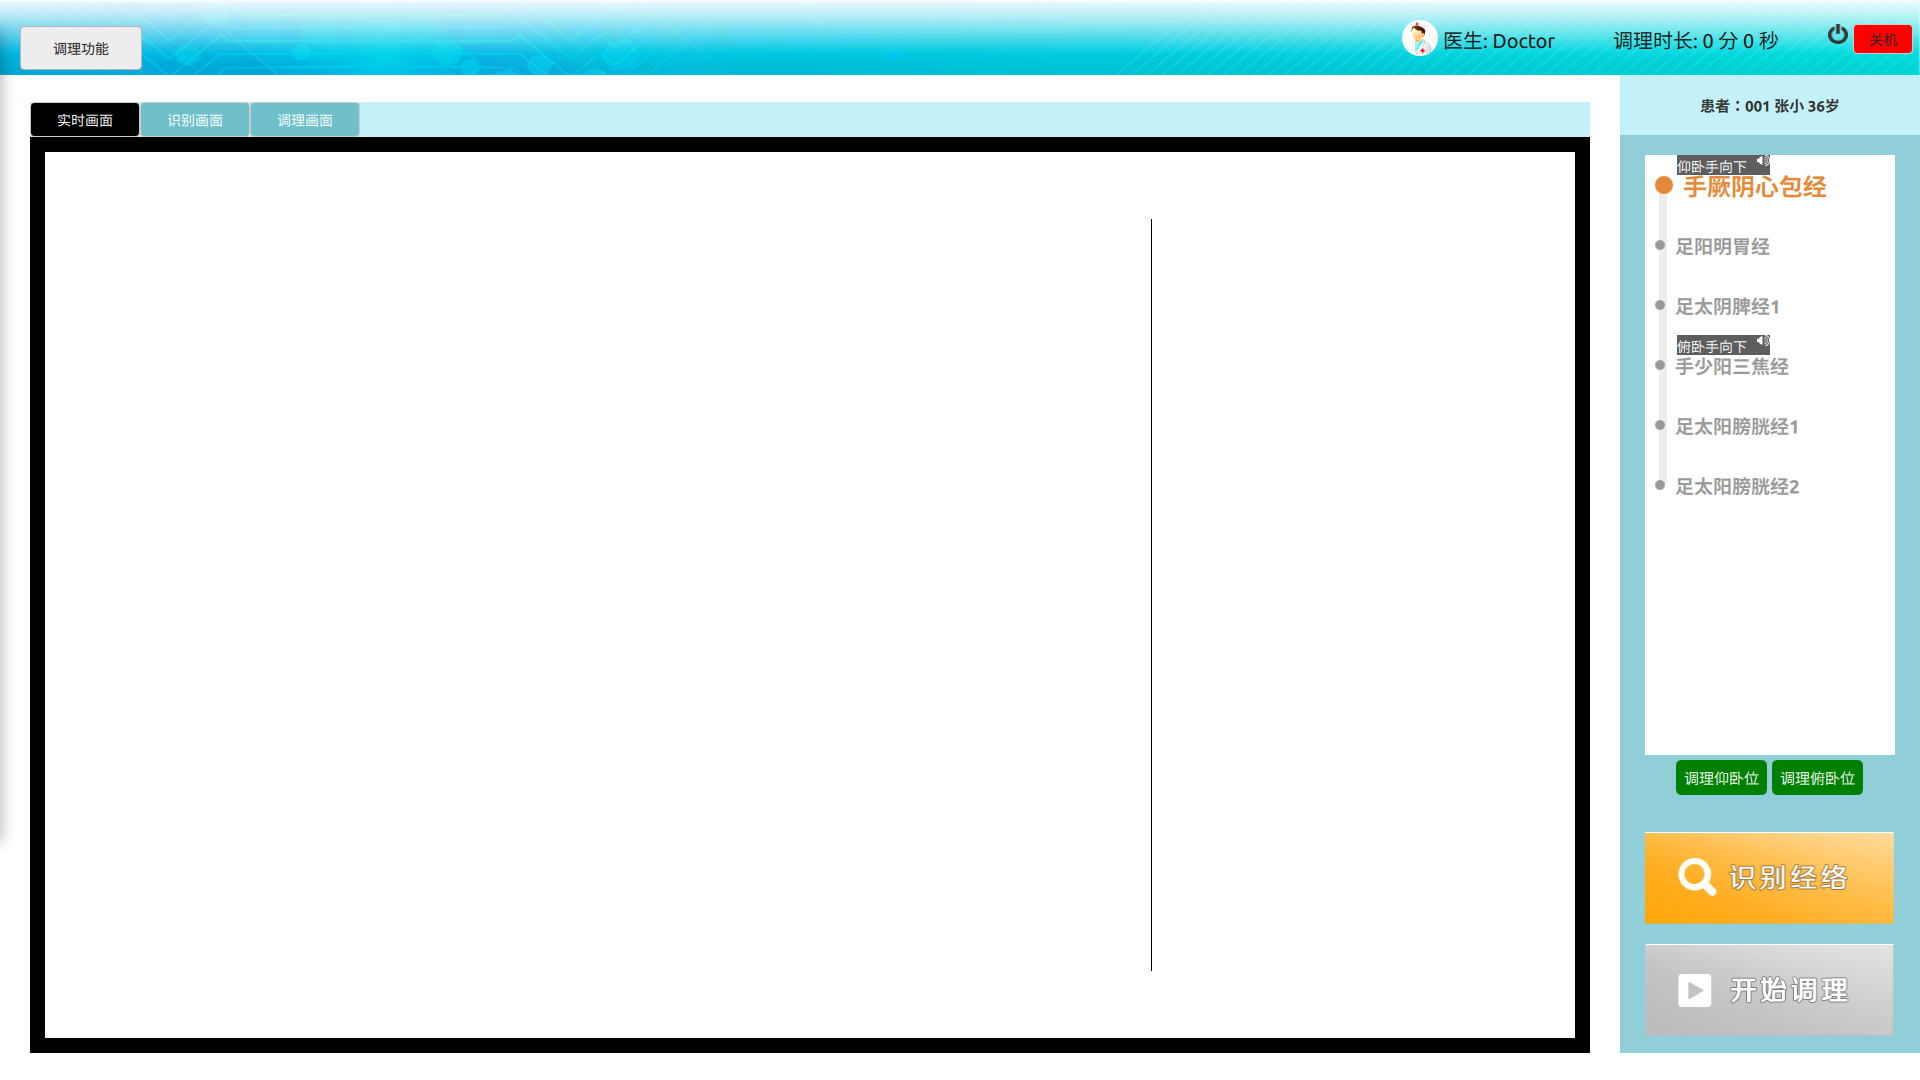 调理功能
医生: Doctor
调理时长: 0 分 0 秒
关机
实时画面
识别画面
调理画面
患者：001 张小 36岁
仰卧手向下
手厥阴心包经
足阳明胃经
足太阴脾经1
俯卧手向下
手少阳三焦经
足太阳膀胱经1
足太阳膀胱经2
调理仰卧位
调理俯卧位
识别经络
开始调理